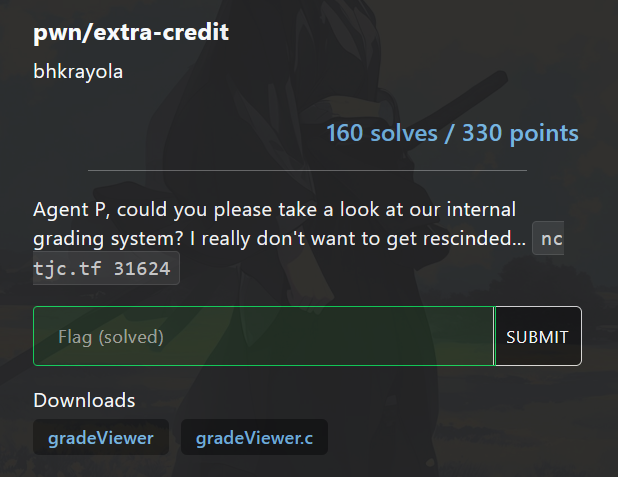 pwn/extra-credit
bhkrayola
160 solves / 330 points
Agent P, could you please take a look at our internal
grading system? I really don't want to get rescinded... nc
tjc.tf 31624
Flag (solved)
SUBMIT
Downloads
gradeViewer
gradeViewer.c